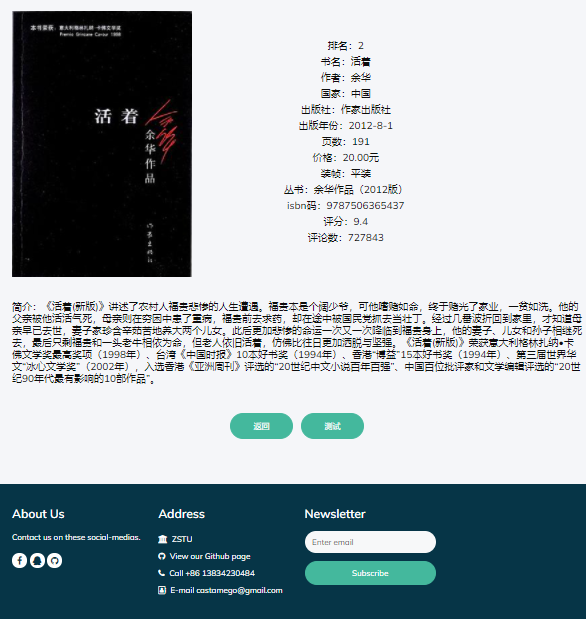 本书荣获：意大利格林扎纳·卡佛文学奖
Premio Grinzane Cavour 1998
活着
余华作品
作家出版社
排名：2
书名：活着
作者：余华
国家：中国
出版社：作家出版社
出版年份：2012-8-1
页数：191
价格：20.00元
装帧：平装
丛书：余华作品（2012版）
isbn码：9787506365437
评分：9.4
评论数：727843
简介：《活着(新版)》讲述了农村人福贵悲惨的人生遭遇。福贵本是个阔少爷，可他嗜赌如命，终于赌光了家业，一贫如洗。他的
父亲被他活活气死，母亲则在穷困中患了重病，福贵前去求药，却在途中被国民党抓去当壮丁。经过几番波折回到家里，才知道母
亲早已去世，妻子家珍含辛茹苦地养大两个儿女。此后更加悲惨的命运一次又一次降临到福贵身上，他的妻子、儿女和孙子相继死
去，最后只剩福贵和一头老牛相依为命，但老人依旧活着，仿佛比往日更加洒脱与坚强。《活着(新版)》荣获意大利格林扎纳•卡
佛文学奖最高奖项（1998年）、台湾《中国时报》10本好书奖（1994年）、香港“博益”15本好书奖（1994年）、第三届世界华
文“冰心文学奖”（2002年），入选香港《亚洲周刊》评选的“20世纪中文小说百年百强”、中国百位批评家和文学编辑评选的“20世
纪90年代最有影响的10部作品”。
返回
测试
About Us
Contact us on these social-medias.
Address
ZSTU
View our Github page
Call +86 13834230484
E-mail castamego@gmail.com
Newsletter
Enter email
Subscribe